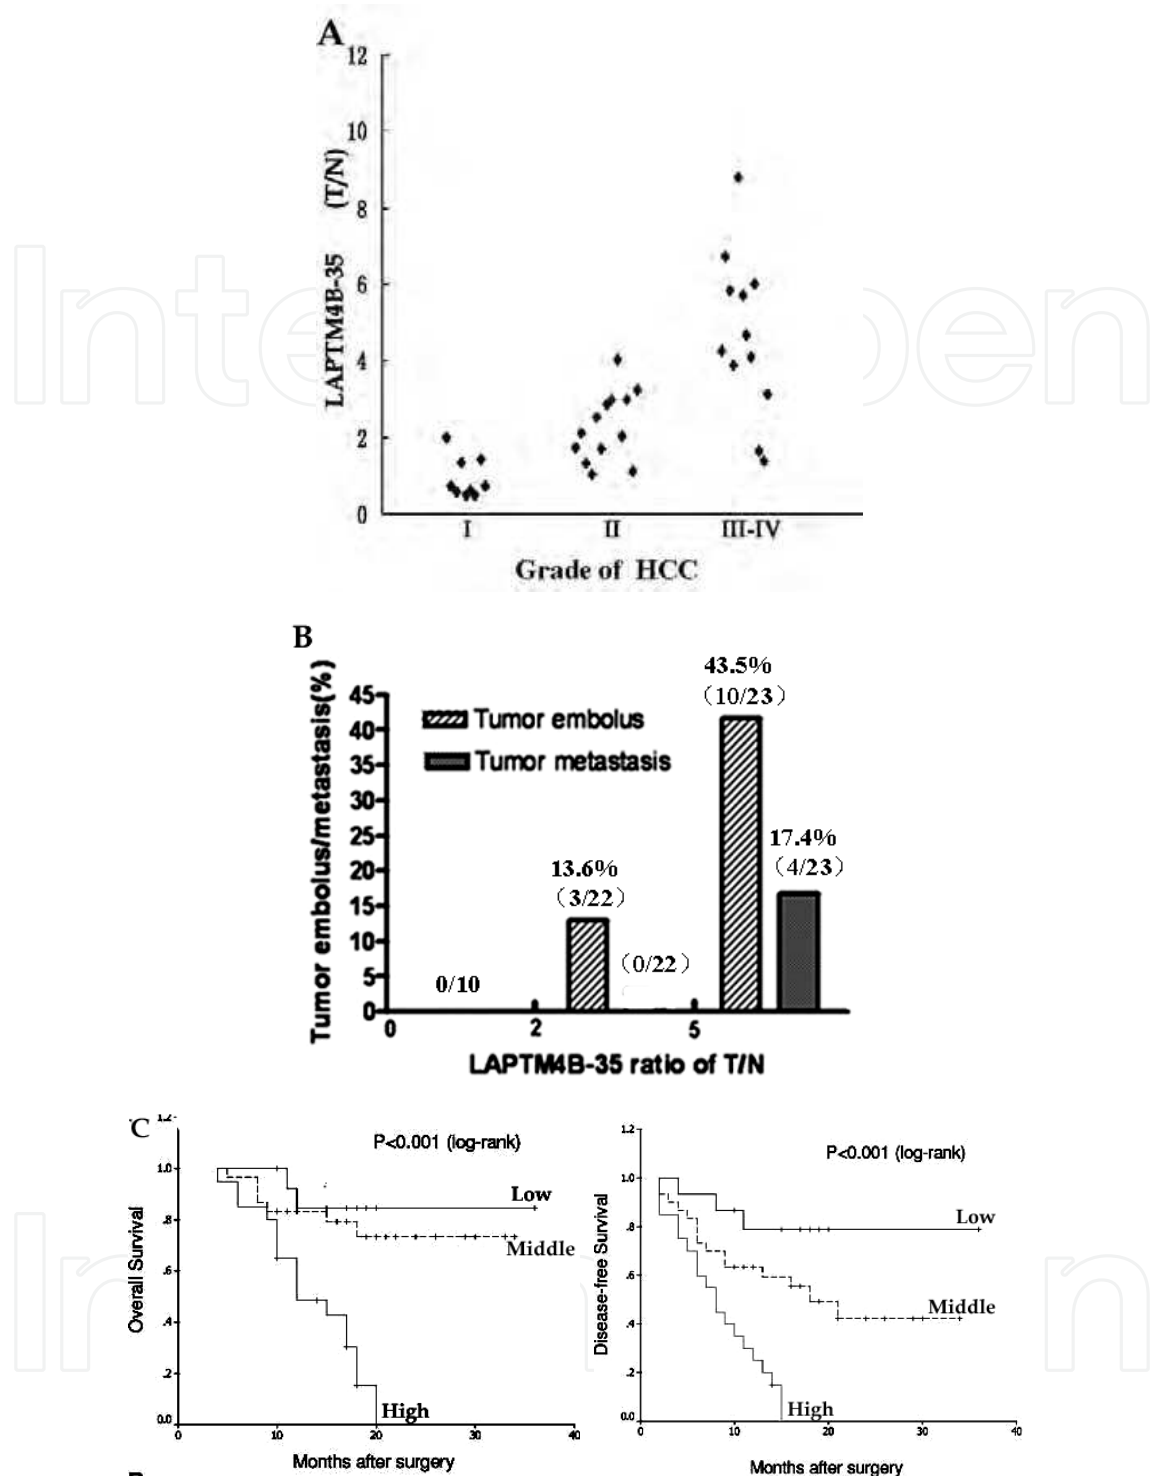 A
12
10
8
6
4
2
0
LAPTM4B-35 (T/N)
I II III-IV
Grade of HCC
B
43.5%
(10/23)
Tumor embolus
Tumor metastasis
17.4%
(4/23)
13.6%
(3/22)
(0/22)
0/10
45
40
35
30
25
20
15
10
5
0
Tumor embolus/metastasis(%)
0 2 5
LAPTM4B-35 ratio of T/N
C
1.2
1.0
.8
.6
.4
.2
0.0
Overall Survival
P<0.001 (log-rank)
Low
Middle
High
0 10 20 30 40
Months after surgery
1.2
1.0
.8
.6
.4
.2
0.0
Disease-free Survival
P<0.001 (log-rank)
Low
Middle
High
0 10 20 30 40
Months after surgery